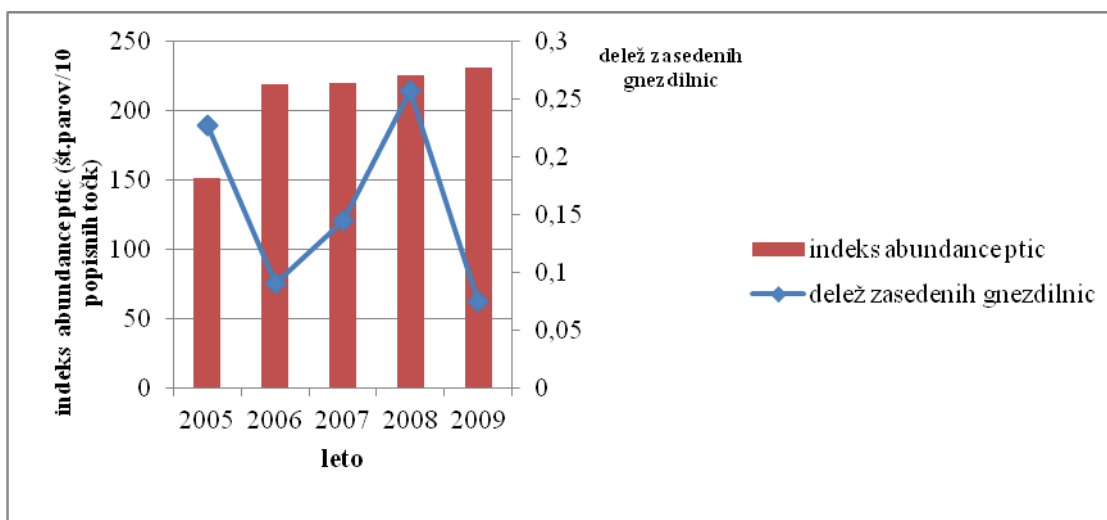 indeks abundance ptic (št.parov/10
popisnih točk)
250
200
150
100
50
0
0,3
0,25
0,2
0,15
0,1
0,05
0
delež zasedenih
gnezdilnic
2005 2006 2007 2008 2009
leto
indeks abundance ptic
delež zasedenih gnezdilnic